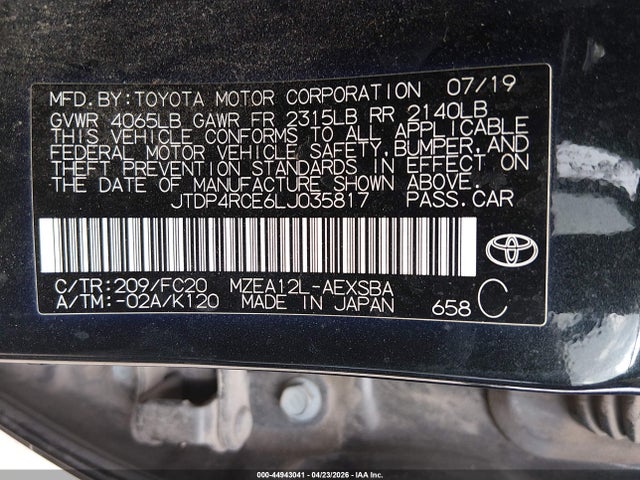 MFD.BY:TOYOTA MOTOR CORPORATION 07/19
GVWR 4065LB GAWR FR 2315LB RR 2140LB
THIS VEHICLE CONFORMS TO ALL APPLICABLE
FEDERAL MOTOR VEHICLE SAFETY,BUMPER,AND
THEFT PREVENTION STANDARDS IN EFFECT ON
THE DATE OF MANUFACTURE SHOWN ABOVE.
JTDP4RCE6LJ035817 PASS.CAR
C/TR:209/FC20 MZEA12L-AEXSBA
A/TM:-02A/K120 MADE IN JAPAN 658 C
000-44943041 - 04/23/2026 - IAA Inc.